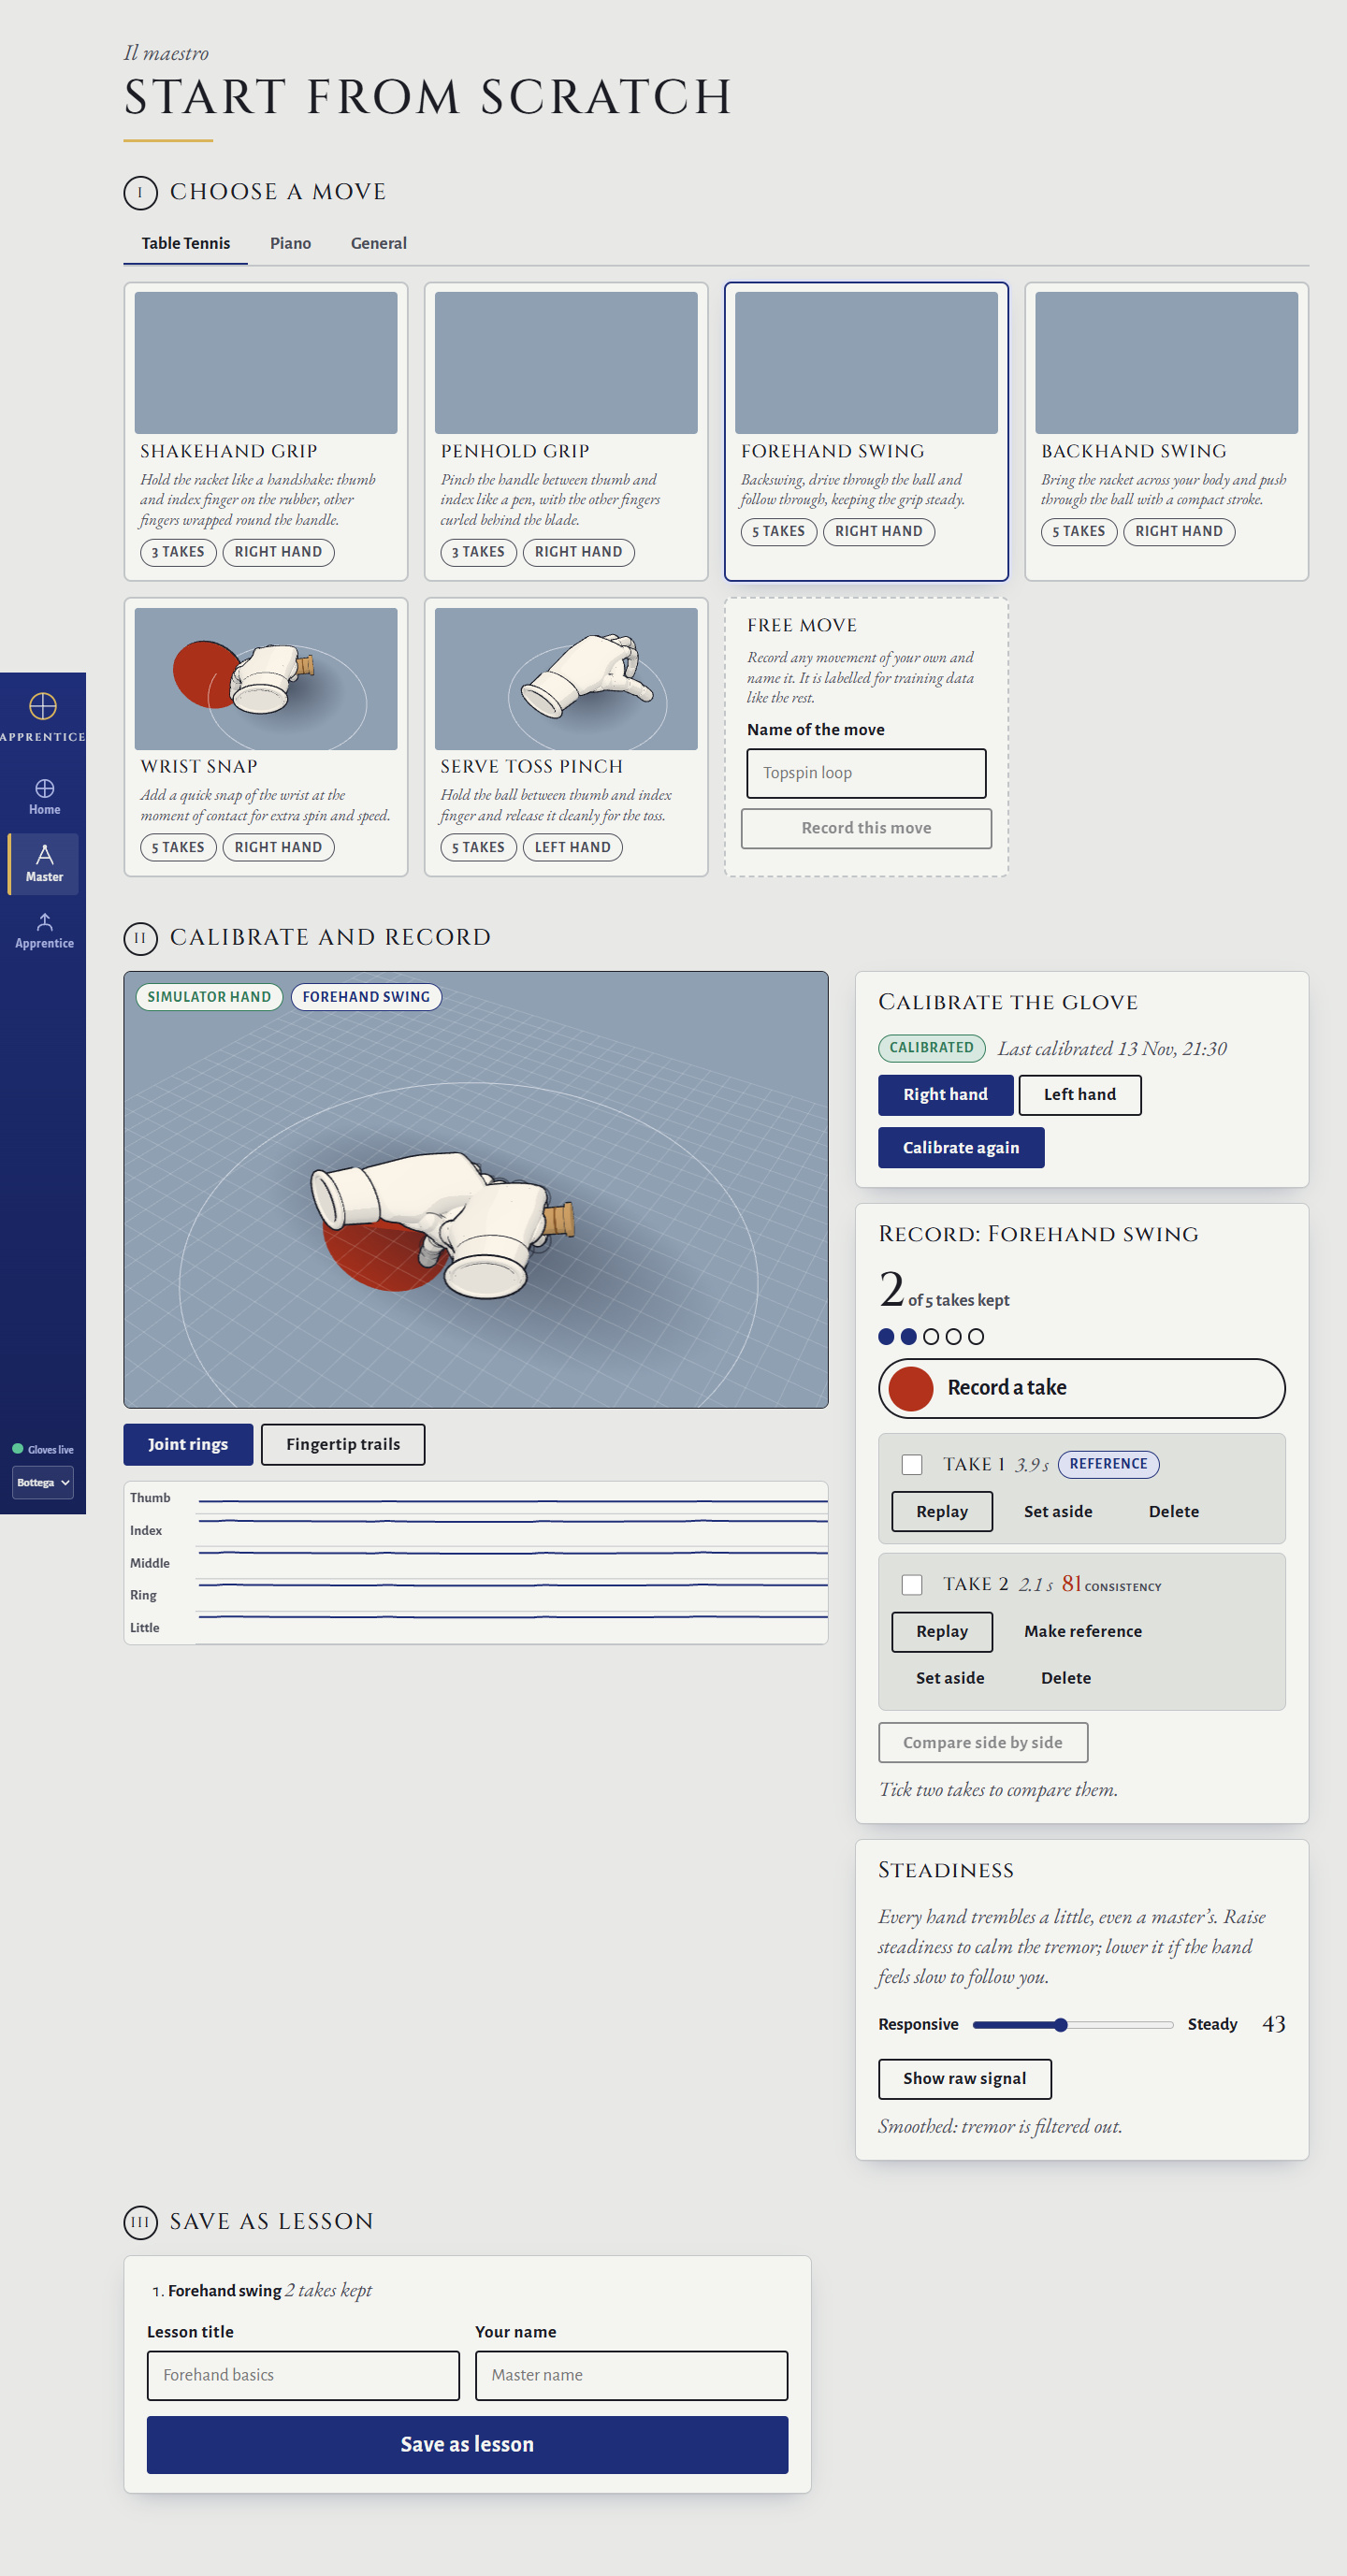 Il maestro
START FROM SCRATCH
I CHOOSE A MOVE
Table Tennis Piano General
SHAKEHAND GRIP
Hold the racket like a handshake: thumb
and index finger on the rubber, other
fingers wrapped round the handle.
3 TAKES RIGHT HAND
PENHOLD GRIP
Pinch the handle between thumb and
index like a pen, with the other fingers
curled behind the blade.
3 TAKES RIGHT HAND
FOREHAND SWING
Backswing, drive through the ball and
follow through, keeping the grip steady.
5 TAKES RIGHT HAND
BACKHAND SWING
Bring the racket across your body and push
through the ball with a compact stroke.
5 TAKES RIGHT HAND
WRIST SNAP
Add a quick snap of the wrist at the
moment of contact for extra spin and speed.
5 TAKES RIGHT HAND
SERVE TOSS PINCH
Hold the ball between thumb and index
finger and release it cleanly for the toss.
5 TAKES LEFT HAND
FREE MOVE
Record any movement of your own and
name it. It is labelled for training data
like the rest.
Name of the move
Topspin loop
Record this move
APPRENTICE
Home
Master
Apprentice
Gloves live
Bottega
II CALIBRATE AND RECORD
SIMULATOR HAND FOREHAND SWING
Joint rings Fingertip trails
Thumb
Index
Middle
Ring
Little
CALIBRATE THE GLOVE
CALIBRATED Last calibrated 13 Nov, 21:30
Right hand Left hand
Calibrate again
RECORD: FOREHAND SWING
2 of 5 takes kept
Record a take
TAKE 1 3.9 s REFERENCE
Replay Set aside Delete
TAKE 2 2.1 s 81 CONSISTENCY
Replay Make reference
Set aside Delete
Compare side by side
Tick two takes to compare them.
STEADINESS
Every hand trembles a little, even a master’s. Raise
steadiness to calm the tremor; lower it if the hand
feels slow to follow you.
Responsive Steady 43
Show raw signal
Smoothed: tremor is filtered out.
III SAVE AS LESSON
1. Forehand swing 2 takes kept
Lesson title Your name
Forehand basics Master name
Save as lesson